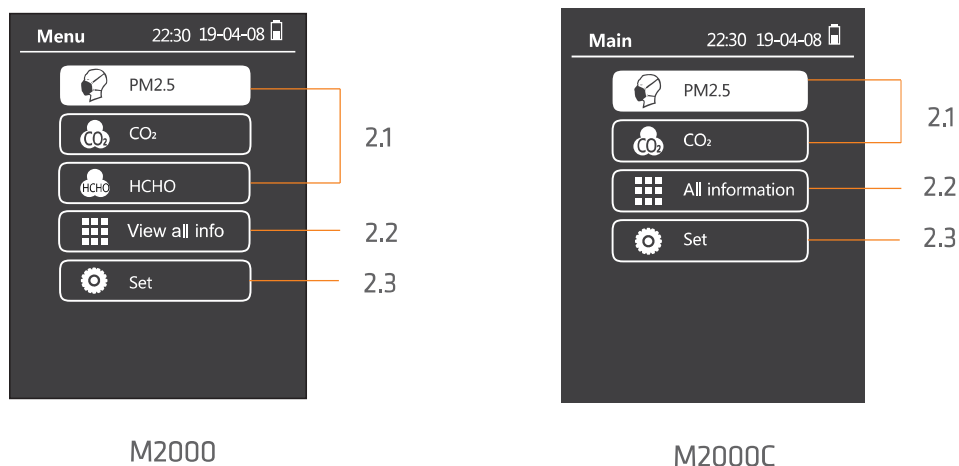 Menu 22:30 19-04-08
PM2.5
CO₂ CO₂
HCHO HCHO
View all info
Set
2.1
2.2
2.3
M2000
Main 22:30 19-04-08
PM2.5
CO₂ CO₂
All information
Set
2.1
2.2
2.3
M2000C